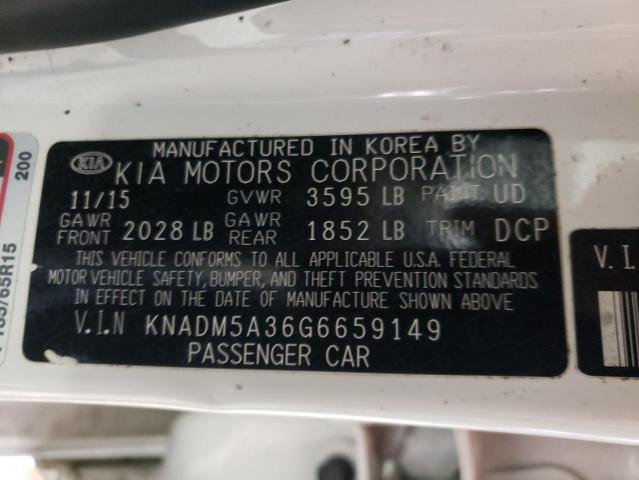 MANUFACTURED IN KOREA BY
KIA KIA MOTORS CORPORATION
11/15 GVWR 3595 LB PAINT UD
GAWR FRONT 2028 LB GAWR REAR 1852 LB TRIM DCP
THIS VEHICLE CONFORMS TO ALL APPLICABLE U.S.A. FEDERAL
MOTOR VEHICLE SAFETY, BUMPER, AND THEFT PREVENTION STANDARDS
IN EFFECT ON THE DATE OF MANUFACTURE SHOWN ABOVE
V.I.N KNADM5A36G6659149
PASSENGER CAR
200
/65R15
V.I.